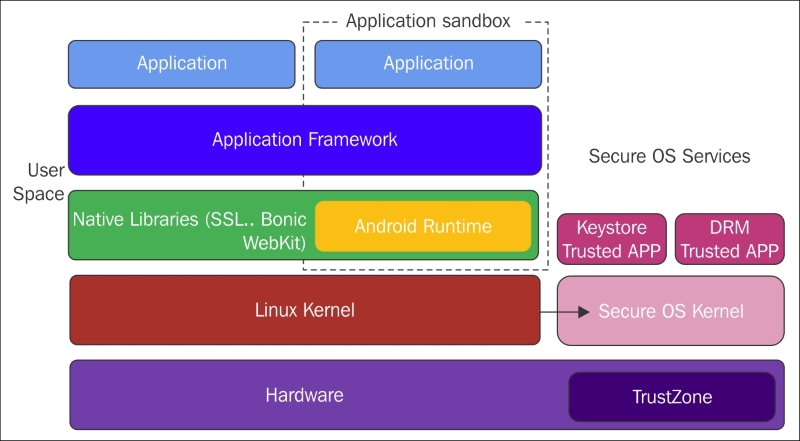 Application sandbox
Application
Application
Application Framework
User
Space
Secure OS Services
Native Libraries (SSL.. Bonic
WebKit)
Android Runtime
Keystore
Trusted APP
DRM
Trusted APP
Linux Kernel
Secure OS Kernel
Hardware
TrustZone